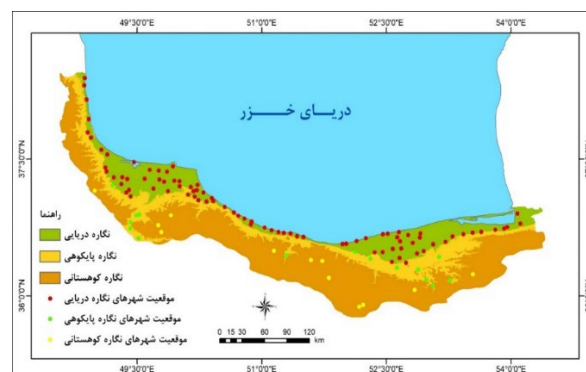 49°30'0"E 51°0'0"E 52°30'0"E 54°0'0"E
دریـای خـــزر
37°30'0"N
36°0'0"N
راهنما
نگاره دریایی
نگاره پایکوهی
نگاره کوهستانی
موقعیت شهرهای نگاره دریایی
موقعیت شهرهای نگاره پایکوهی
موقعیت شهرهای نگاره کوهستانی
0 15 30 60 90 120
km
49°30'0"E 51°0'0"E 52°30'0"E 54°0'0"E